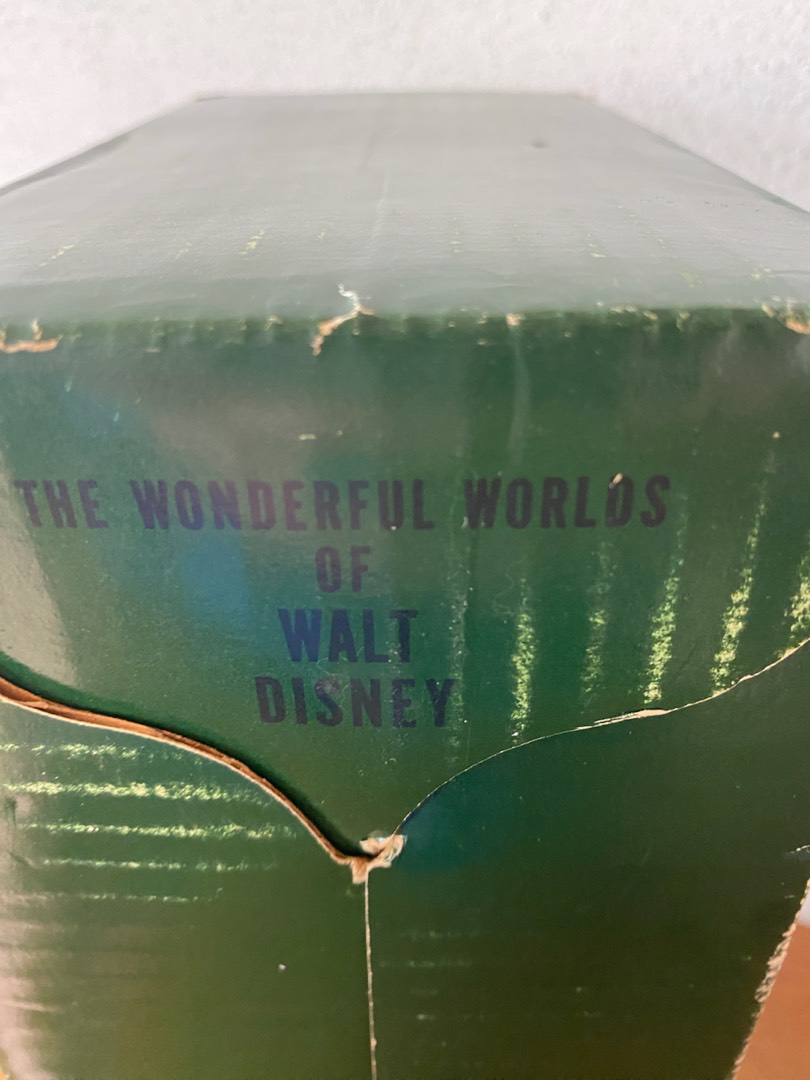 THE WONDERFUL WORLDS
OF
WALT
DISNEY